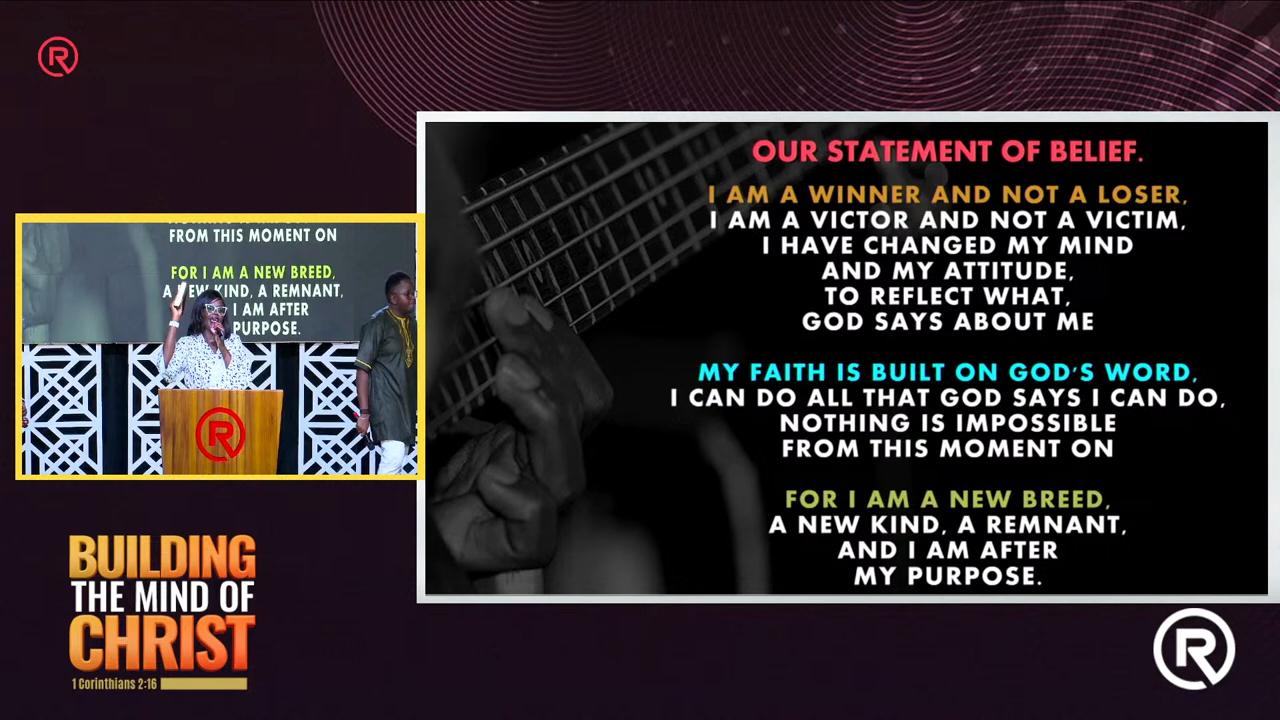 R
OUR STATEMENT OF BELIEF.
I AM A WINNER AND NOT A LOSER,
I AM A VICTOR AND NOT A VICTIM,
I HAVE CHANGED MY MIND
AND MY ATTITUDE,
TO REFLECT WHAT,
GOD SAYS ABOUT ME
MY FAITH IS BUILT ON GOD'S WORD,
I CAN DO ALL THAT GOD SAYS I CAN DO,
NOTHING IS IMPOSSIBLE
FROM THIS MOMENT ON
FOR I AM A NEW BREED,
A NEW KIND, A REMNANT,
AND I AM AFTER
MY PURPOSE.
FROM THIS MOMENT ON
FOR I AM A NEW BREED,
A NEW KIND, A REMNANT,
I AM AFTER
PURPOSE.
R
BUILDING
THE MIND OF
CHRIST
1 Corinthians 2:16
R